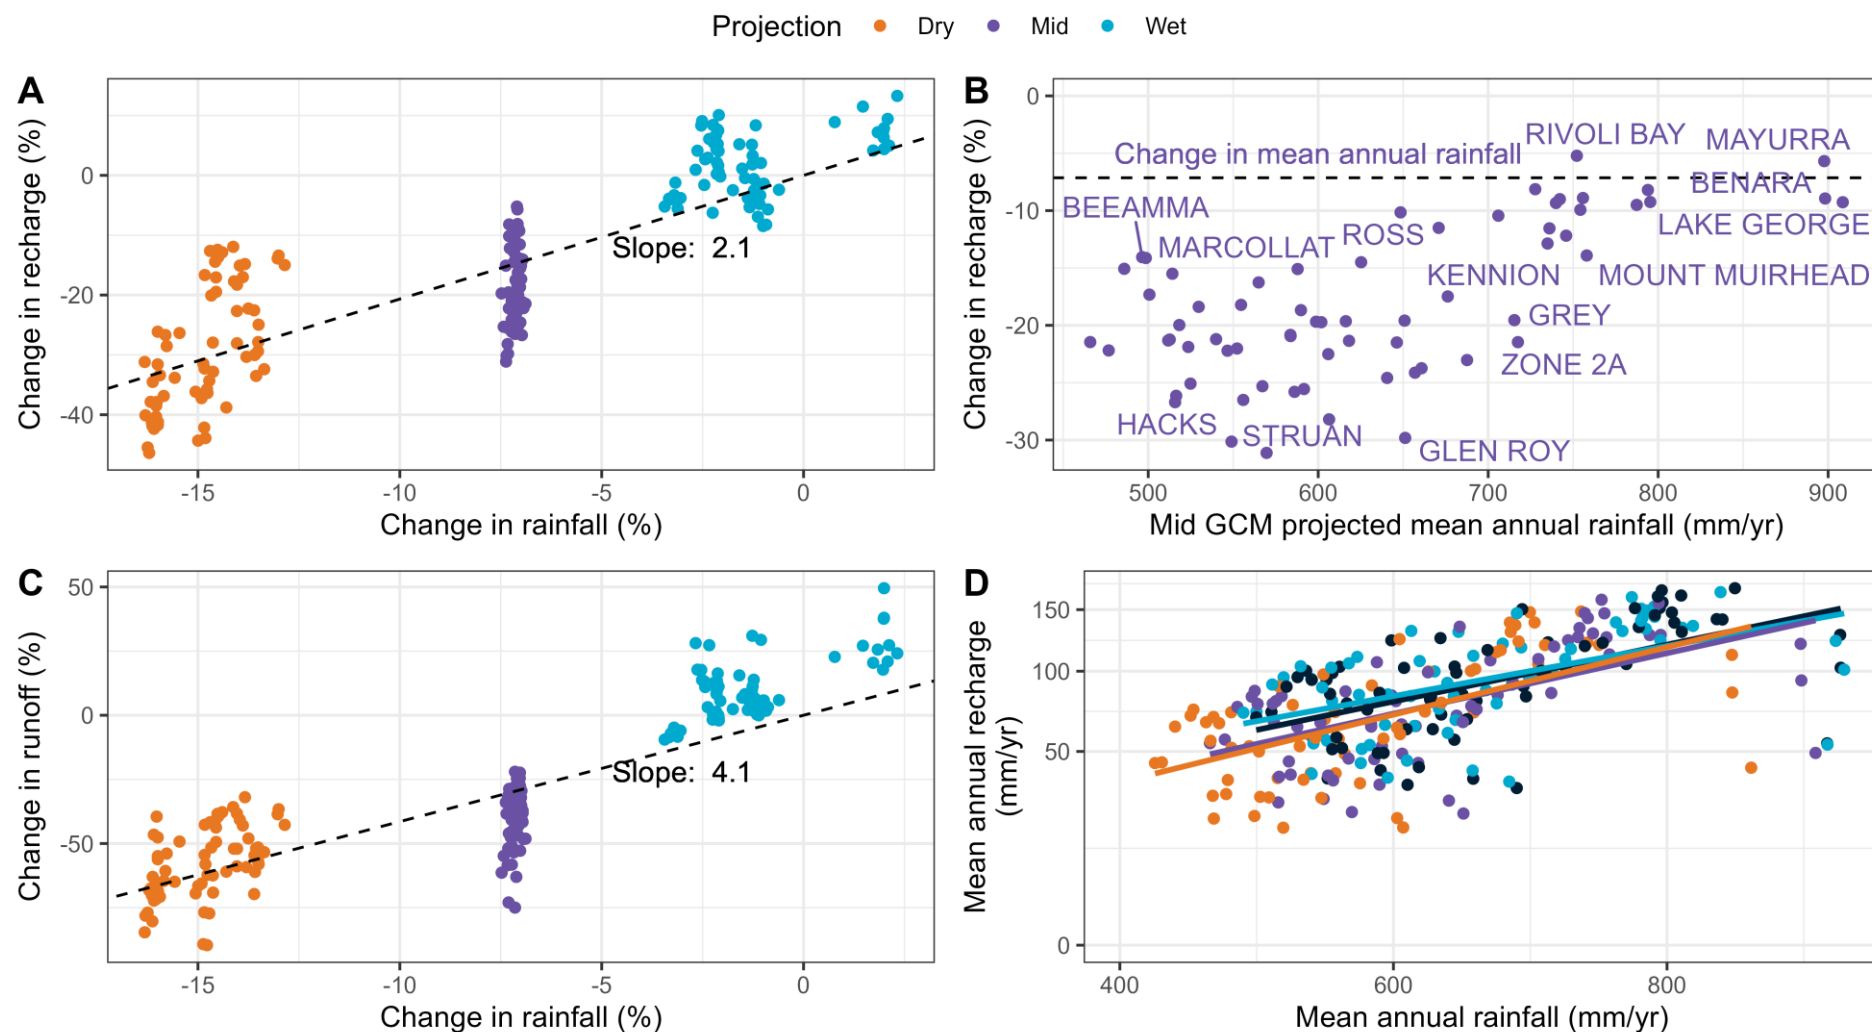 Projection Dry Mid Wet
A
Change in recharge (%)
0
-20
-40
Slope: 2.1
-15 -10 -5 0
Change in rainfall (%)
B
Change in recharge (%)
0
-10
-20
-30
RIVOLI BAY MAYURRA
Change in mean annual rainfall
BENARA
BEEAMMA
LAKE GEORGE
MARCOLLAT ROSS
KENNION MOUNT MUIRHEAD
GREY
ZONE 2A
HACKS STRUAN
GLEN ROY
500 600 700 800 900
Mid GCM projected mean annual rainfall (mm/yr)
C
Change in runoff (%)
50
0
-50
Slope: 4.1
-15 -10 -5 0
Change in rainfall (%)
D
Mean annual recharge
(mm/yr)
150
100
50
0
400 600 800
Mean annual rainfall (mm/yr)